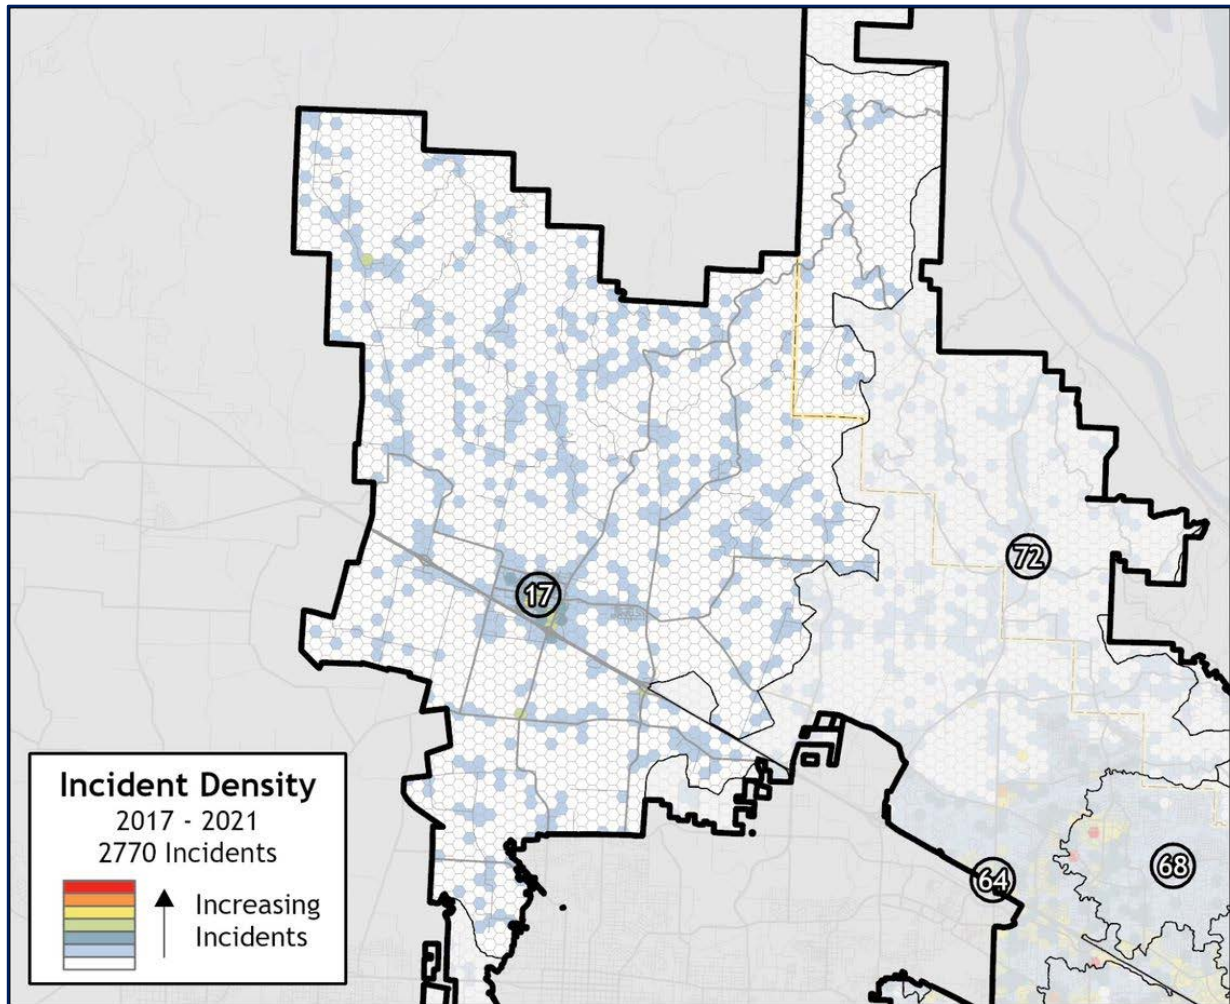 17
72
64
68
Incident Density
2017 - 2021
2770 Incidents
Increasing
Incidents